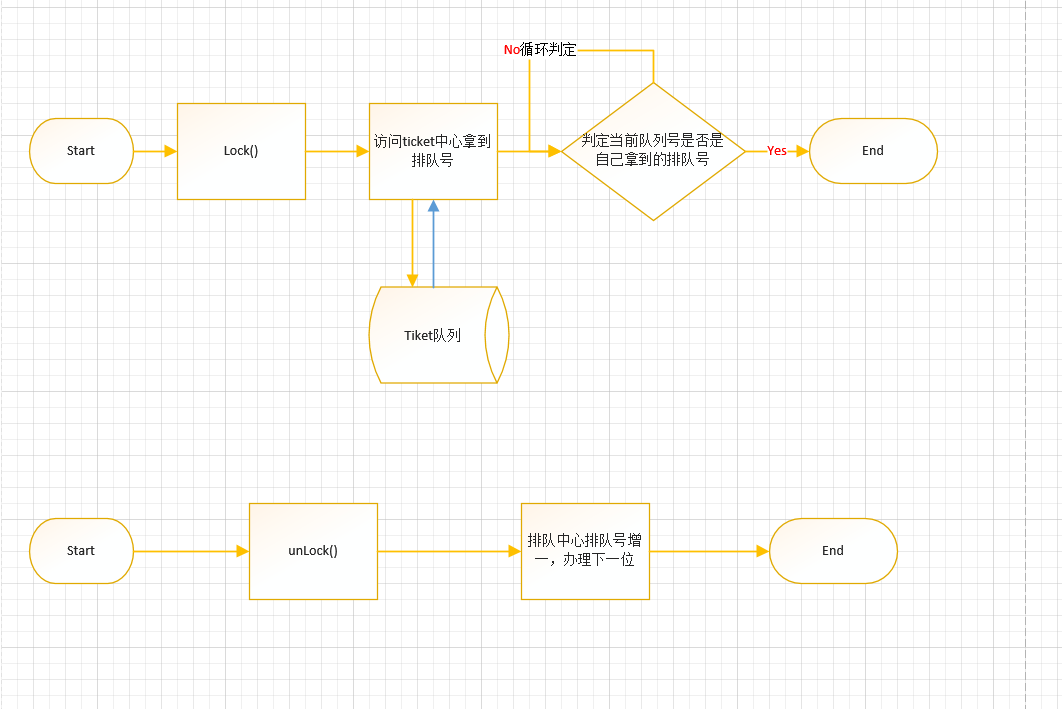 No循环判定
Start
Lock()
访问ticket中心拿到
排队号
判定当前队列号是否是
自己拿到的排队号
Yes
End
Tiket队列
Start
unLock()
排队中心排队号增
一，办理下一位
End